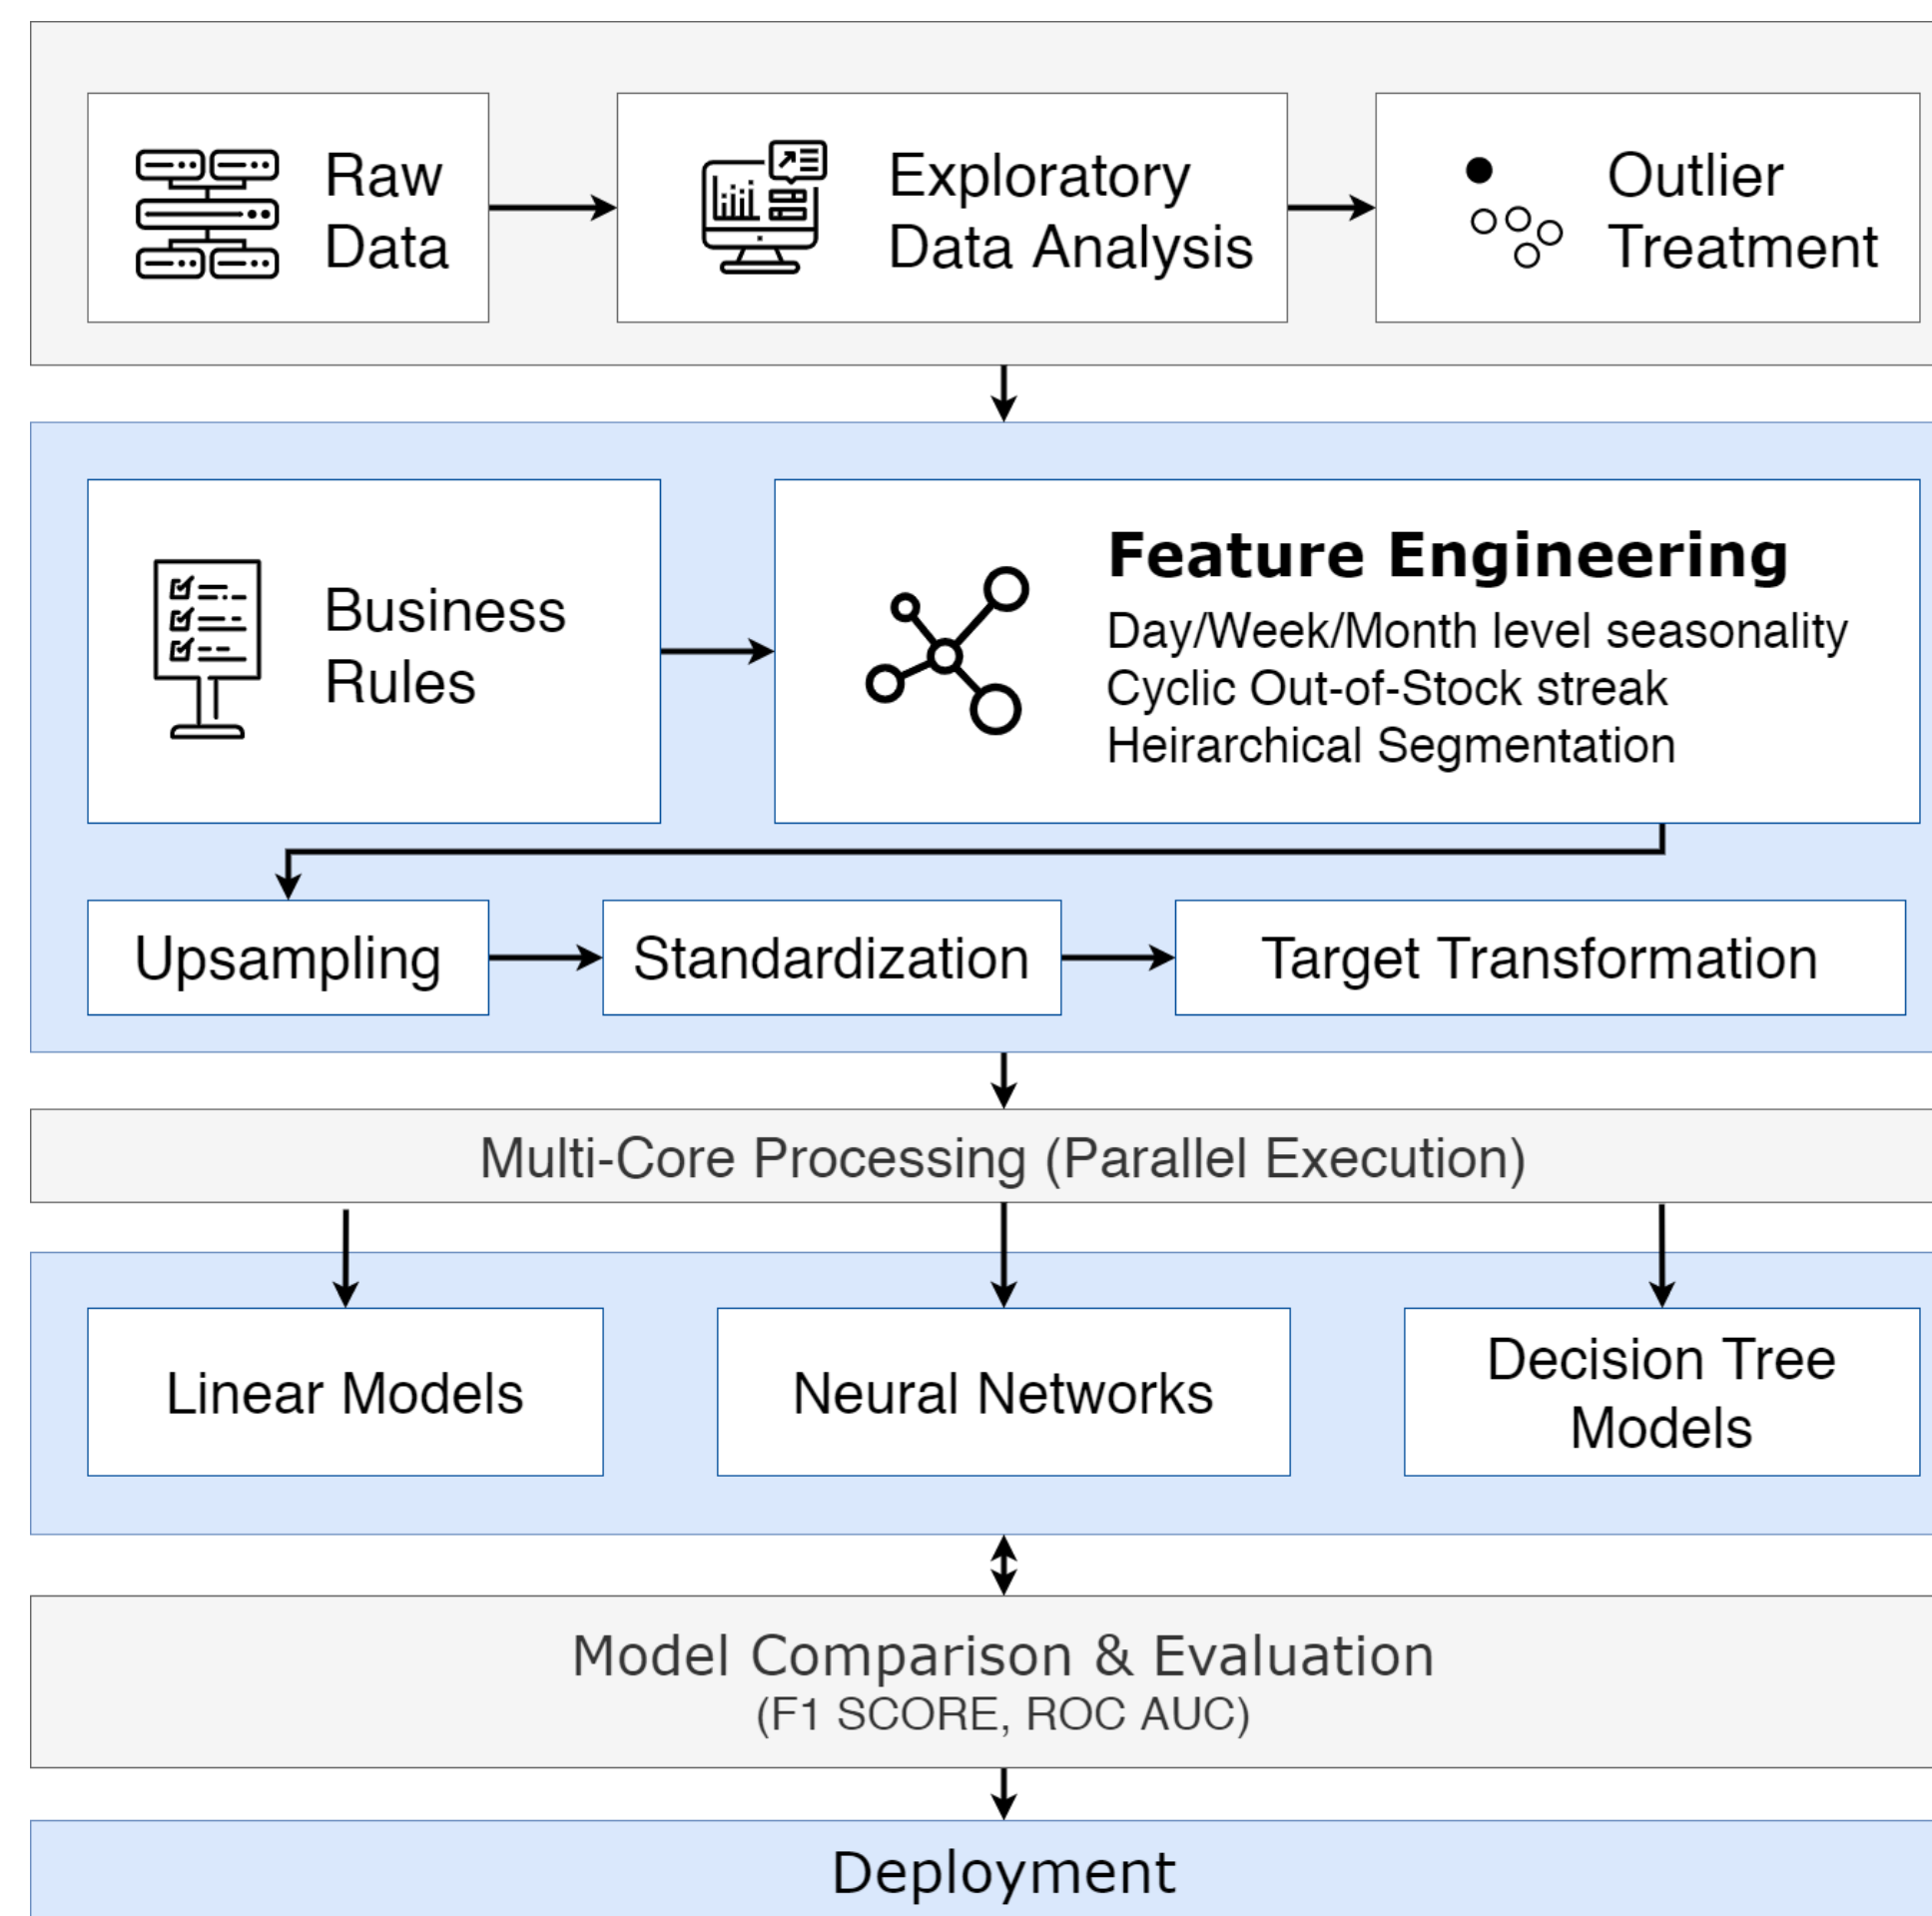 Raw
Data
Exploratory
Data Analysis
Outlier
Treatment
Business
Rules
Feature Engineering
Day/Week/Month level seasonality
Cyclic Out-of-Stock streak
Heirarchical Segmentation
Upsampling
Standardization
Target Transformation
Multi-Core Processing (Parallel Execution)
Linear Models
Neural Networks
Decision Tree
Models
Model Comparison & Evaluation
(F1 SCORE, ROC AUC)
Deployment